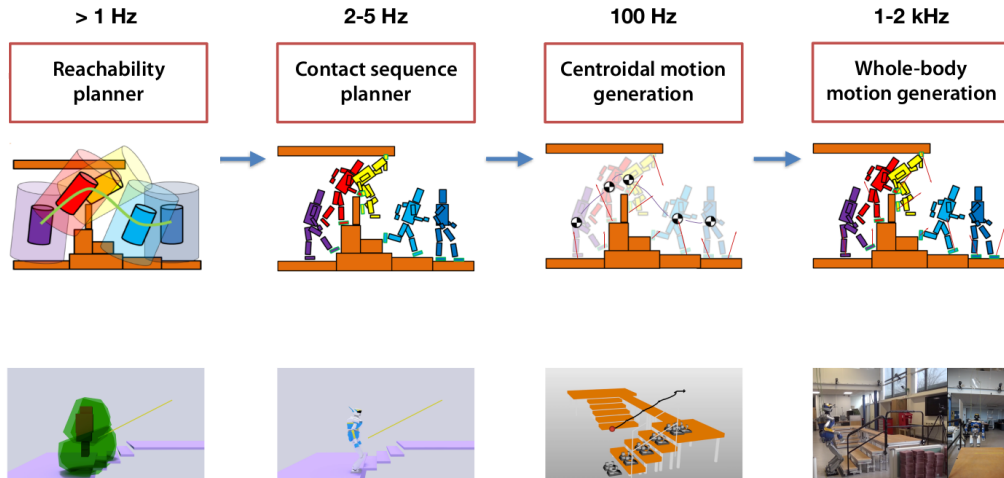 > 1 Hz
2-5 Hz
100 Hz
1-2 kHz
Reachability
planner
Contact sequence
planner
Centroidal motion
generation
Whole-body
motion generation